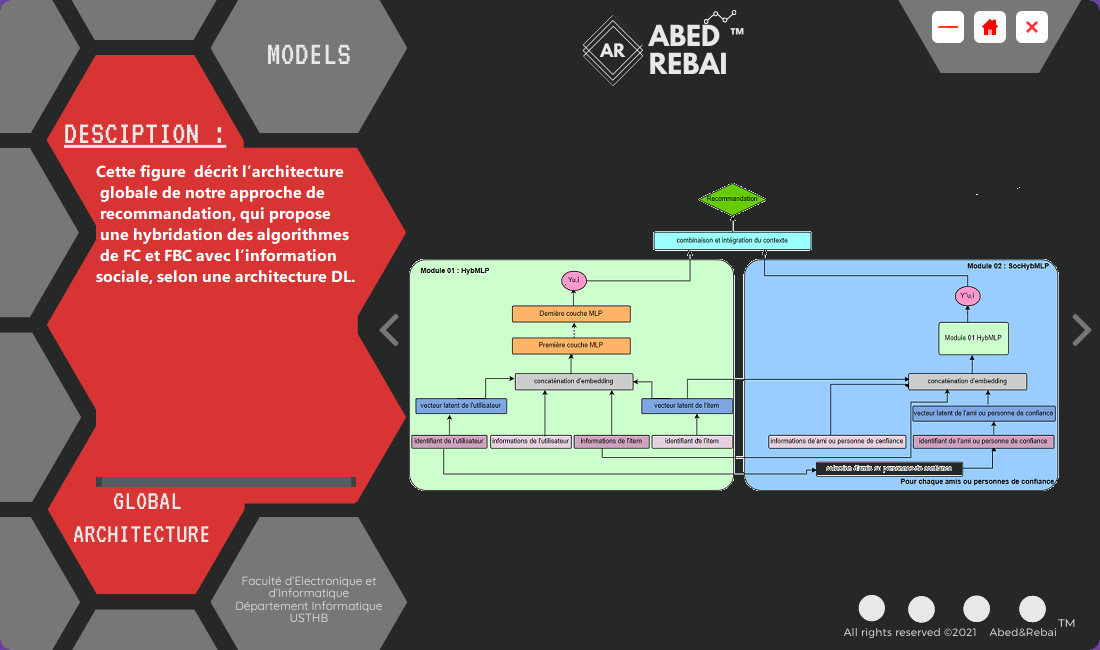 MODELS
AR
ABED
REBAI
TM
DESCIPTION :
Cette figure décrit l'architecture
globale de notre approche de
recommandation, qui propose
une hybridation des algorithmes
de FC et FBC avec l'information
sociale, selon une architecture DL.
GLOBAL
ARCHITECTURE
Faculté d'Electronique et
d'Informatique
Département Informatique
USTHB
Recommandation
combinaison et intégration du contexte
Module 01 : HybMLP
Yu,i
Dernière couche MLP
Première couche MLP
concaténation d'embedding
vecteur latent de l'utilisateur
vecteur latent de l'item
identifiant de l'utilisateur
informations de l'utilisateur
informations de l'item
identifiant de l'item
Module 02 : SocHybMLP
Y''u,i
Module 01 HybMLP
concaténation d'embedding
vecteur latent de l'ami ou personne de confiance
informations de'ami ou personne de confiance
identifiant de l'ami ou personne de confiance
selection d'amis ou personnes de confiance
Pour chaque amis ou personnes de confiance
All rights reserved ©2021 Abed&Rebai TM